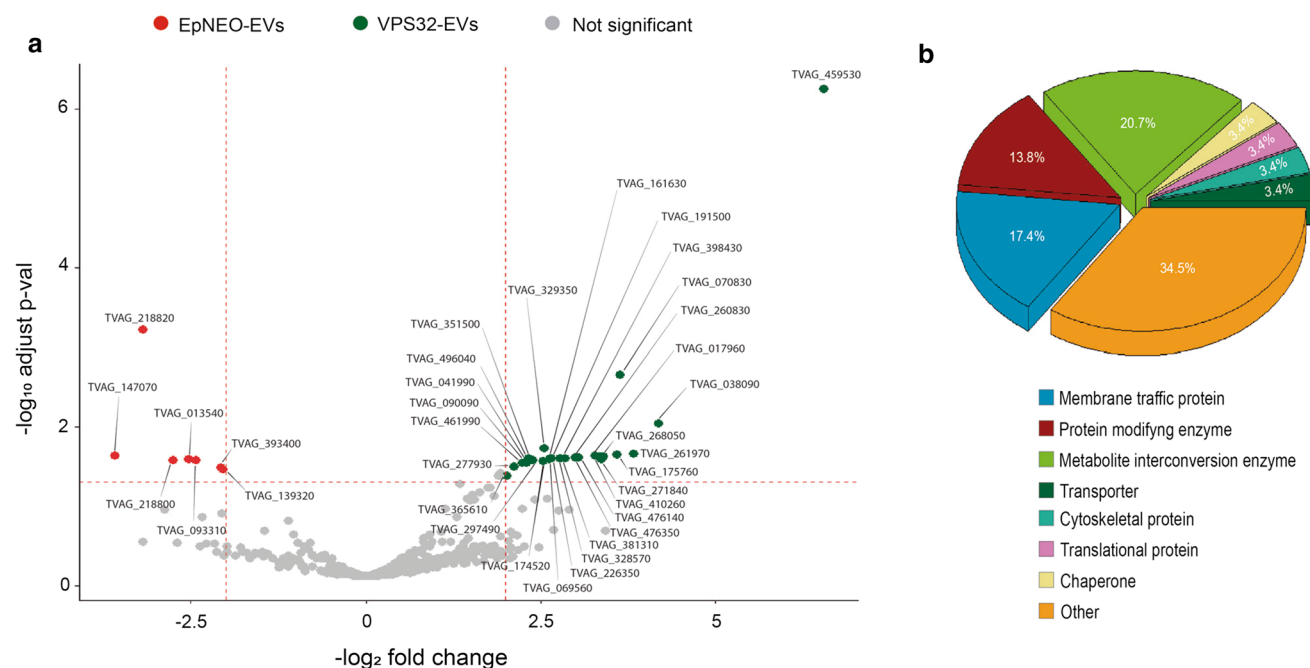 EpNEO-EVs VPS32-EVs Not significant
a
b
TVAG_459530
6
TVAG_161630
TVAG_191500
TVAG_398430
TVAG_070830
TVAG_329350
TVAG_260830
4
TVAG_218820
TVAG_351500
TVAG_017960
TVAG_496040
TVAG_147070
TVAG_041990
TVAG_038090
TVAG_090090
TVAG_013540
TVAG_461990
2
TVAG_393400
TVAG_268050
TVAG_277930
TVAG_261970
TVAG_175760
TVAG_139320
TVAG_271840
TVAG_218800
TVAG_365610
TVAG_410260
TVAG_093310
TVAG_297490
TVAG_476140
TVAG_476350
TVAG_381310
TVAG_174520
TVAG_328570
TVAG_226350
TVAG_069560
0
-log₁₀ adjust p-val
-2.5 0 2.5 5
-log₂ fold change
20.7%
3.4%
3.4%
3.4%
3.4%
13.8%
17.4%
34.5%
Membrane traffic protein
Protein modifyng enzyme
Metabolite interconversion enzyme
Transporter
Cytoskeletal protein
Translational protein
Chaperone
Other